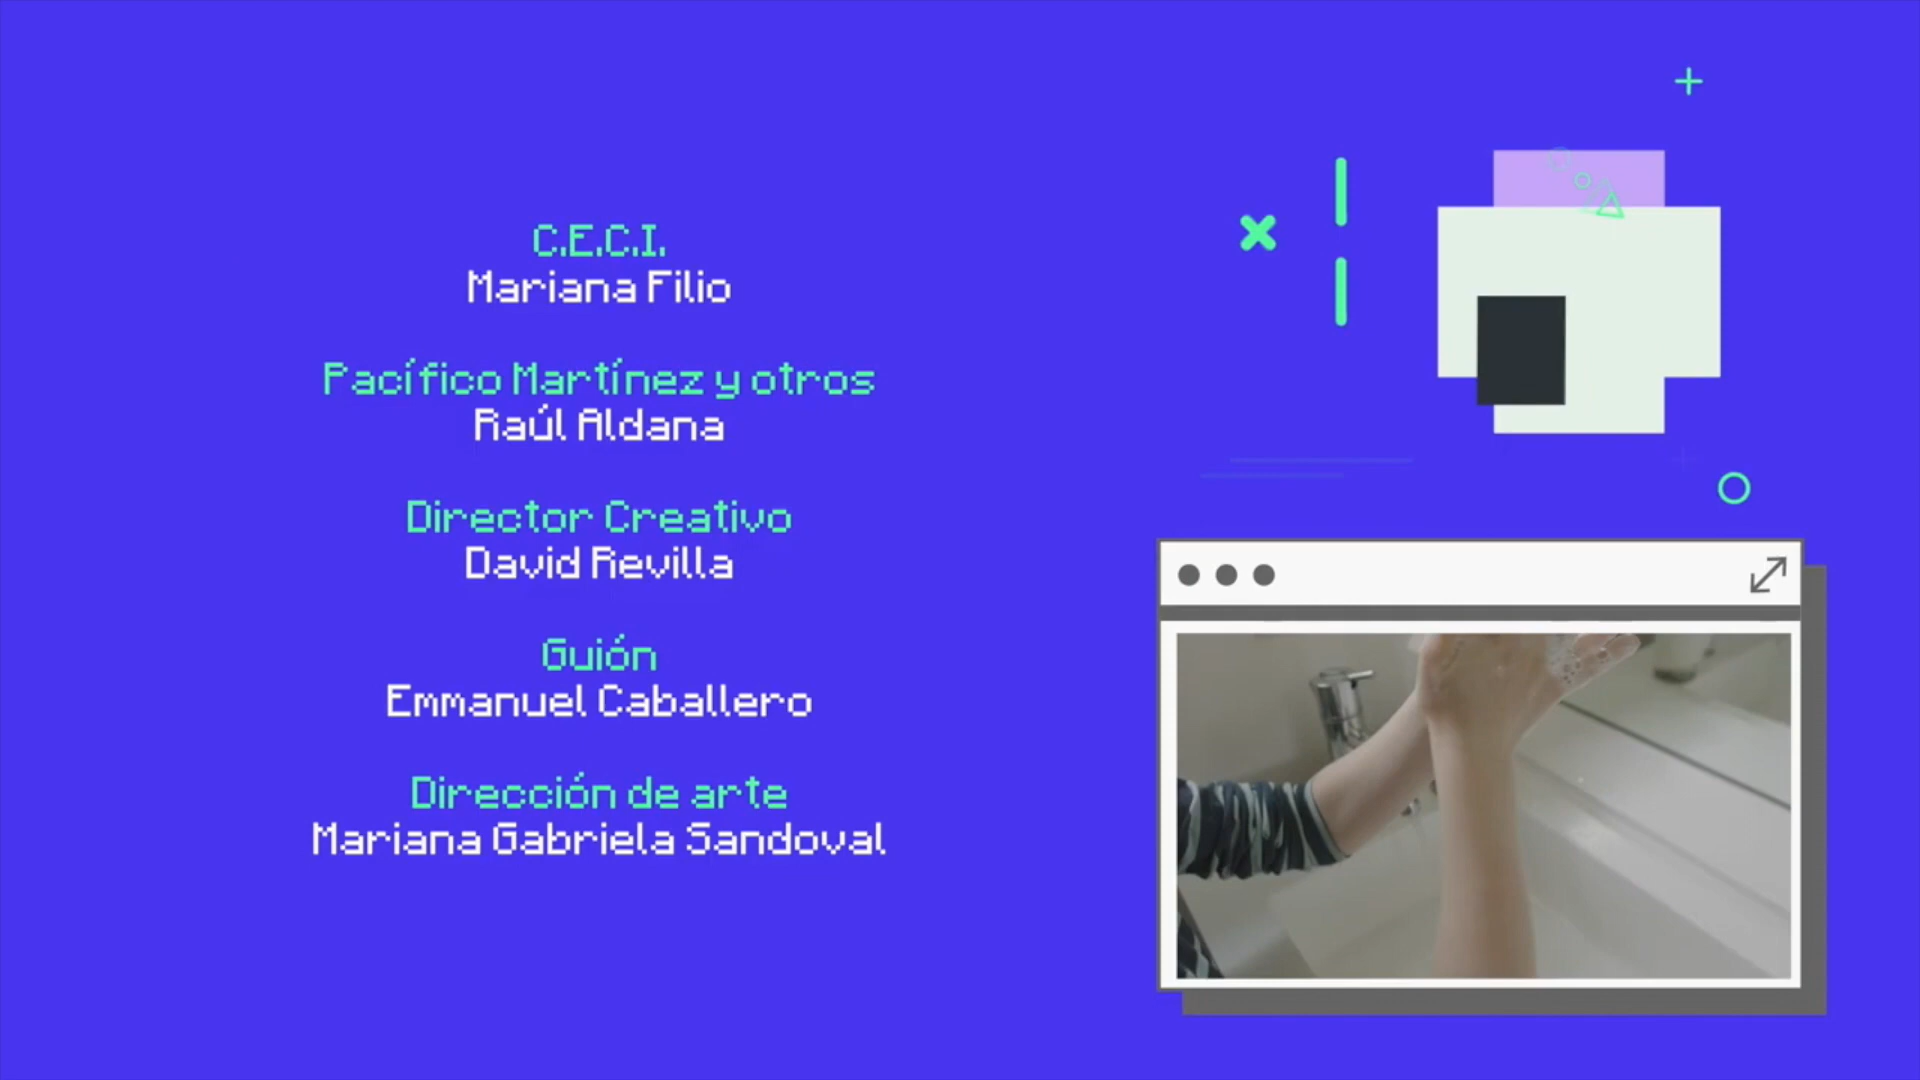 C.E.C.I.
Mariana Filio
Pacífico Martínez y otros
Raúl Aldana
Director Creativo
David Revilla
Guión
Emmanuel Caballero
Dirección de arte
Mariana Gabriela Sandoval